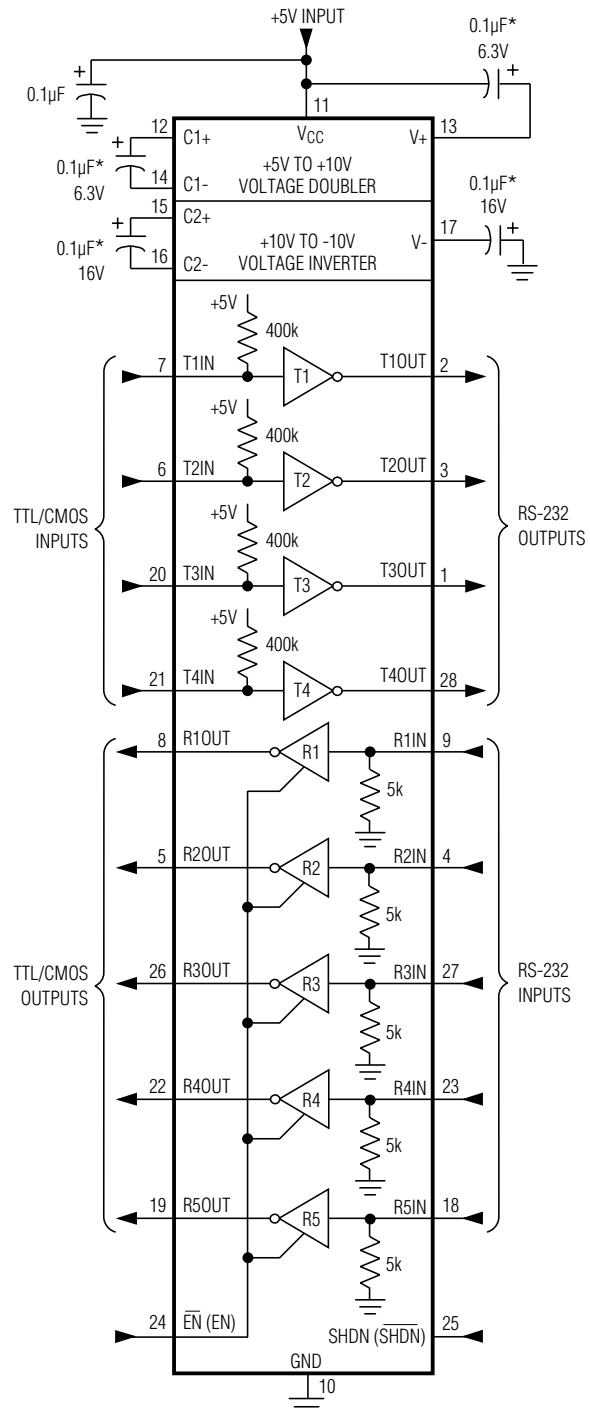 +5V INPUT
0.1µF*
6.3V
+
+
0.1µF
11
12
C1+
VCC
V+
13
+
0.1µF*
6.3V
14
C1-
+5V TO +10V
VOLTAGE DOUBLER
0.1µF*
16V
15
C2+
+
0.1µF*
16V
16
C2-
+10V TO -10V
VOLTAGE INVERTER
V-
17
+
+5V
400k
7
T1IN
T1
T1OUT
2
+5V
400k
6
T2IN
T2
T2OUT
3
TTL/CMOS
INPUTS
RS-232
OUTPUTS
+5V
400k
20
T3IN
T3
T3OUT
1
+5V
400k
21
T4IN
T4
T4OUT
28
8
R1OUT
R1
R1IN
9
5k
5
R2OUT
R2
R2IN
4
5k
TTL/CMOS
OUTPUTS
RS-232
INPUTS
26
R3OUT
R3
R3IN
27
5k
22
R4OUT
R4
R4IN
23
5k
19
R5OUT
R5
R5IN
18
5k
24
E̅N̅ (EN)
SHDN (S̅H̅D̅N̅)
25
GND
10